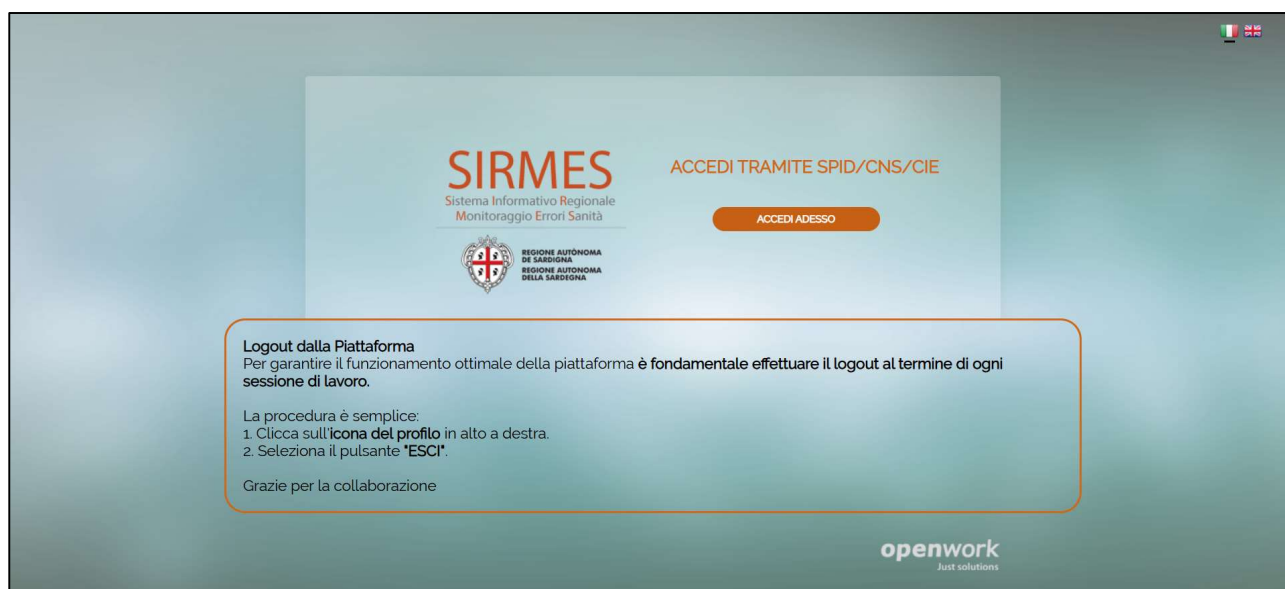 SIRMES
Sistema Informativo Regionale
Monitoraggio Errori Sanità
REGIONE AUTÒNOMA
DE SARDIGNA
REGIONE AUTONOMA
DELLA SARDEGNA
ACCEDI TRAMITE SPID/CNS/CIE
ACCEDI ADESSO
Logout dalla Piattaforma
Per garantire il funzionamento ottimale della piattaforma è fondamentale effettuare il logout al termine di ogni
sessione di lavoro.
La procedura è semplice:
1. Clicca sull'icona del profilo in alto a destra.
2. Seleziona il pulsante "ESCI".
Grazie per la collaborazione
openwork
Just solutions